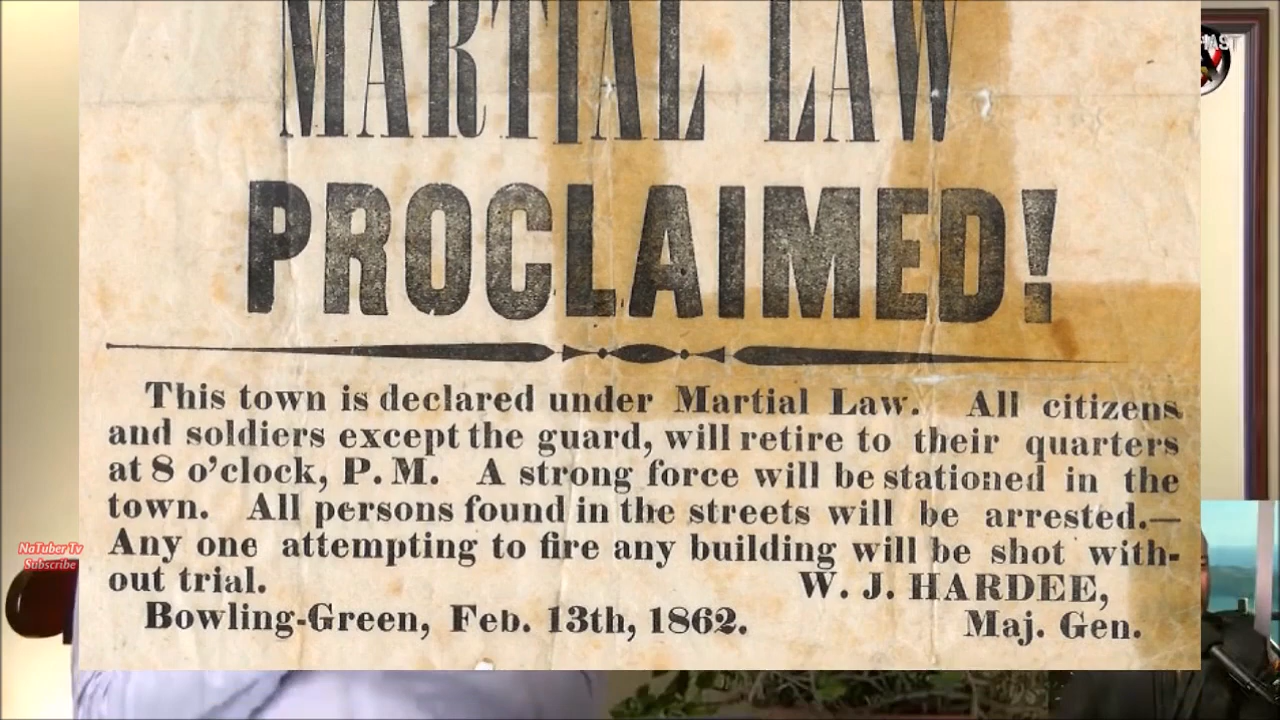 MARTIAL LAW
PROCLAIMED!
This town is declared under Martial Law. All citizens
and soldiers except the guard, will retire to their quarters
at 8 o'clock, P. M. A strong force will be stationed in the
town. All persons found in the streets will be arrested.—
Any one attempting to fire any building will be shot with-
out trial.
W. J. HARDEE,
Bowling-Green, Feb. 13th, 1862.
Maj. Gen.
NaTuber Tv
Subscribe